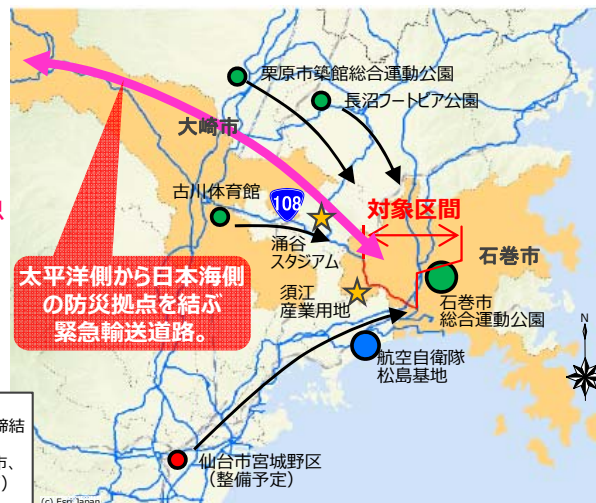 栗原市築館総合運動公園
長沼フートピア公園
大崎市
古川体育館
108
対象区間
涌谷
スタジアム
石巻市
太平洋側から日本海側
の防災拠点を結ぶ
緊急輸送道路。
須江
産業用地
石巻市
総合運動公園
N
航空自衛隊
松島基地
締結
市、
)
仙台市宮城野区
（整備予定）
(c) Esri Japan